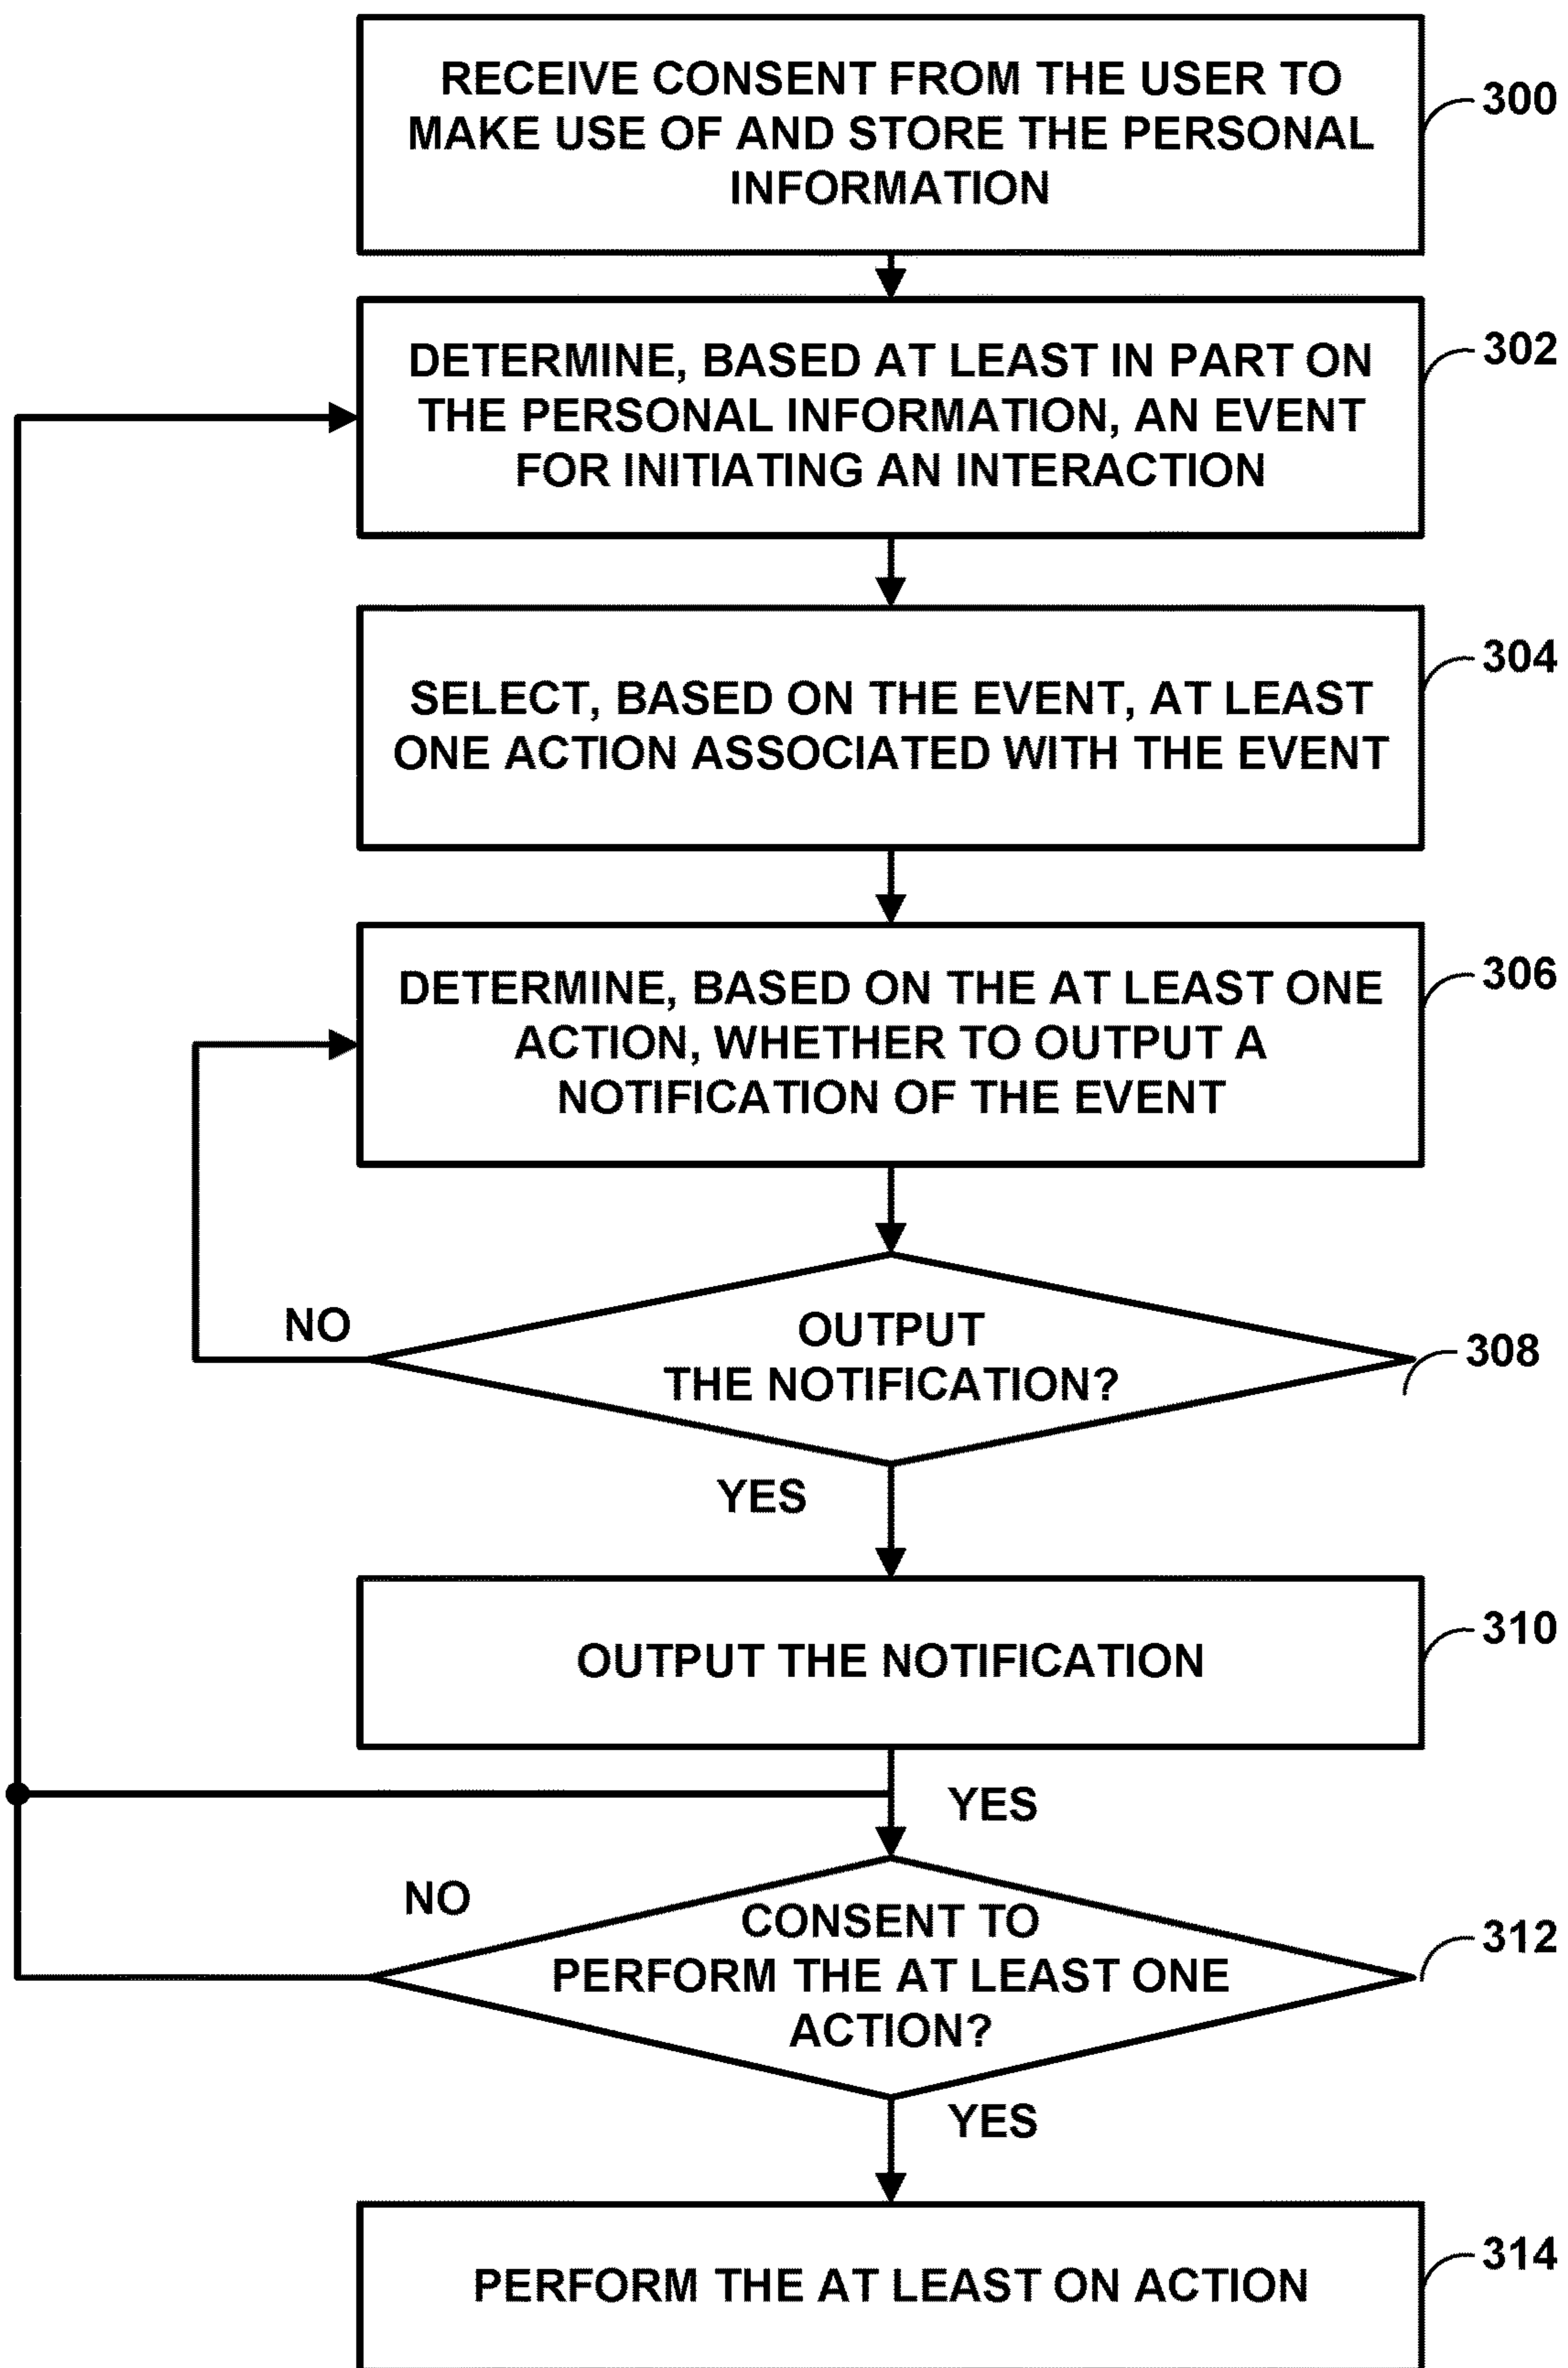 RECEIVE CONSENT FROM THE USER TO
MAKE USE OF AND STORE THE PERSONAL
INFORMATION
300
DETERMINE, BASED AT LEAST IN PART ON
THE PERSONAL INFORMATION, AN EVENT
FOR INITIATING AN INTERACTION
302
SELECT, BASED ON THE EVENT, AT LEAST
ONE ACTION ASSOCIATED WITH THE EVENT
304
DETERMINE, BASED ON THE AT LEAST ONE
ACTION, WHETHER TO OUTPUT A
NOTIFICATION OF THE EVENT
306
NO
OUTPUT
THE NOTIFICATION?
308
YES
OUTPUT THE NOTIFICATION
310
YES
NO
CONSENT TO
PERFORM THE AT LEAST ONE
ACTION?
312
YES
PERFORM THE AT LEAST ON ACTION
314